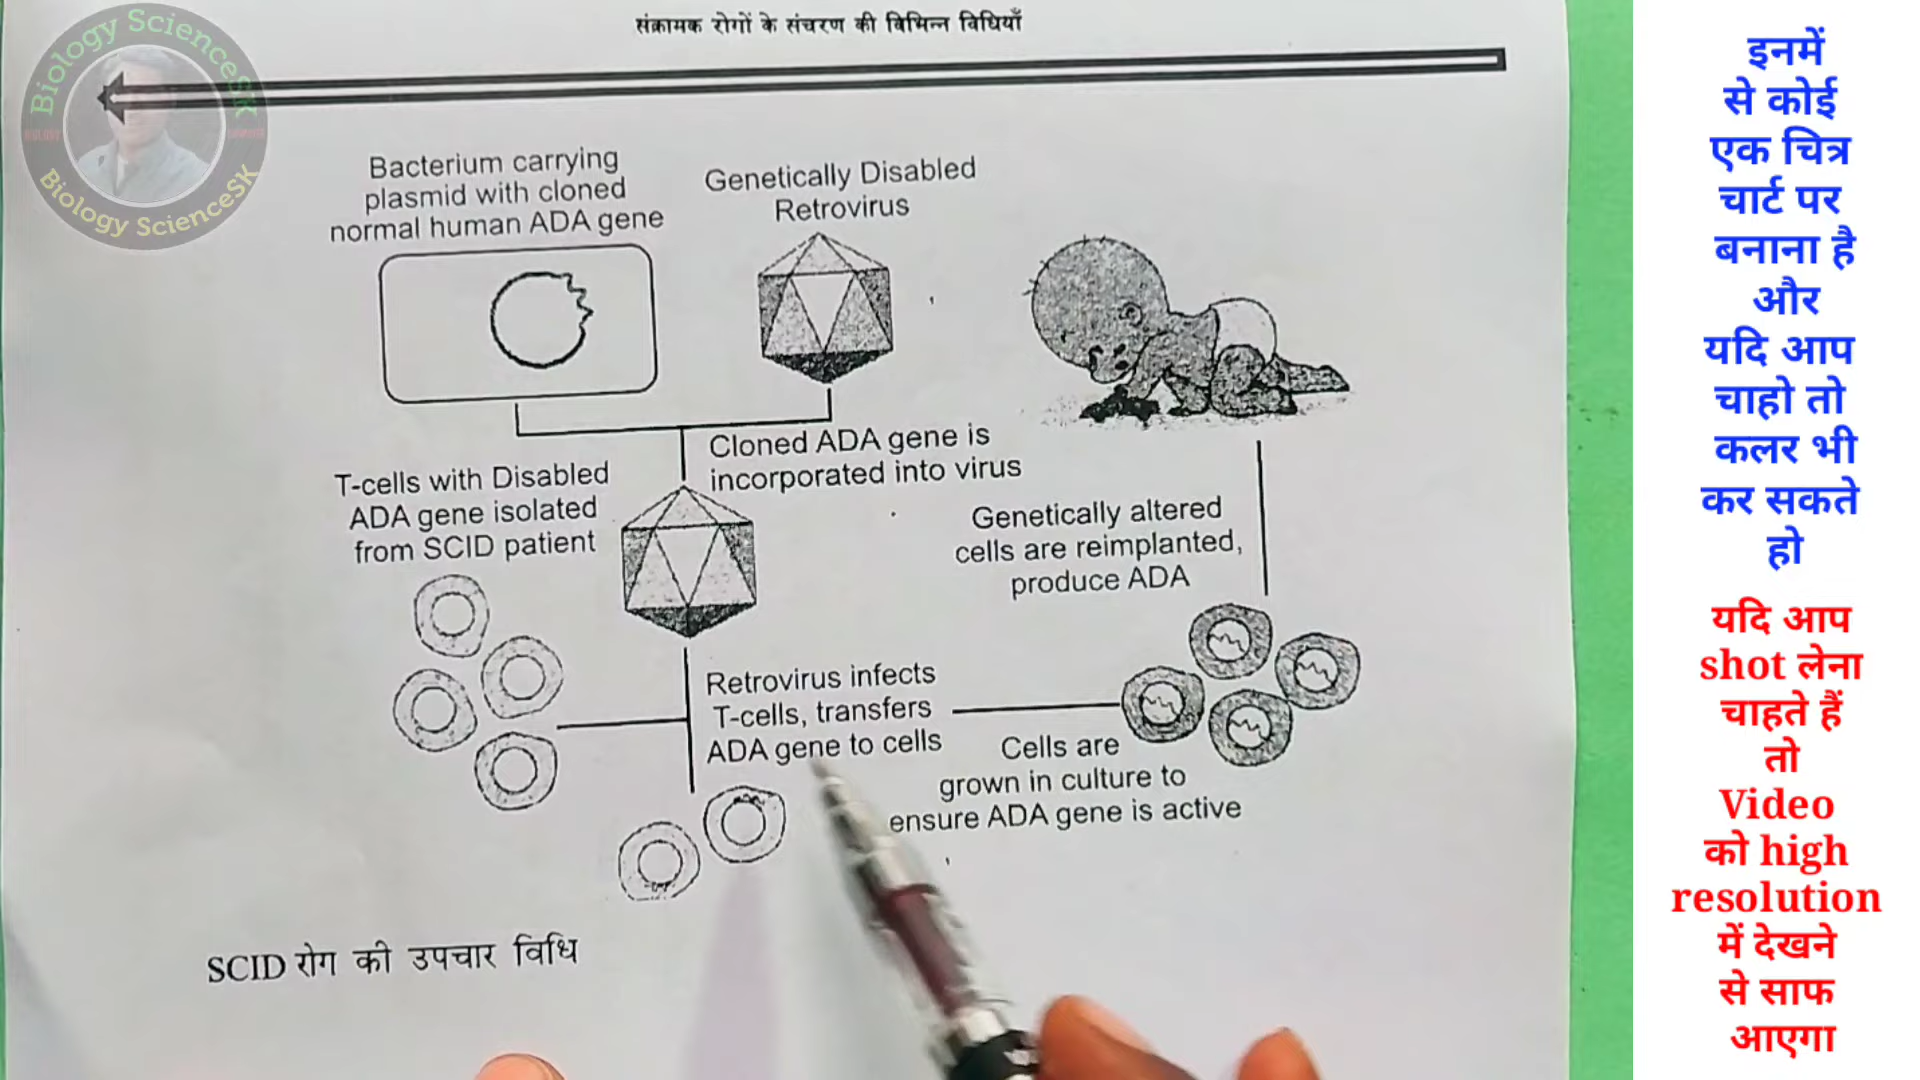 संक्रामक रोगों के संचरण की विभिन्न विधियाँ
Biology ScienceSK
Biology ScienceSK
Bacterium carrying
plasmid with cloned
normal human ADA gene
Genetically Disabled
Retrovirus
Cloned ADA gene is
incorporated into virus
T-cells with Disabled
ADA gene isolated
from SCID patient
Genetically altered
cells are reimplanted,
produce ADA
Retrovirus infects
T-cells, transfers
ADA gene to cells
Cells are
grown in culture to
ensure ADA gene is active
SCID रोग की उपचार विधि
इनमें
से कोई
एक चित्र
चार्ट पर
बनाना है
और
यदि आप
चाहो तो
कलर भी
कर सकते
हो
यदि आप
shot लेना
चाहते हैं
तो
Video
को high
resolution
में देखने
से साफ
आएगा